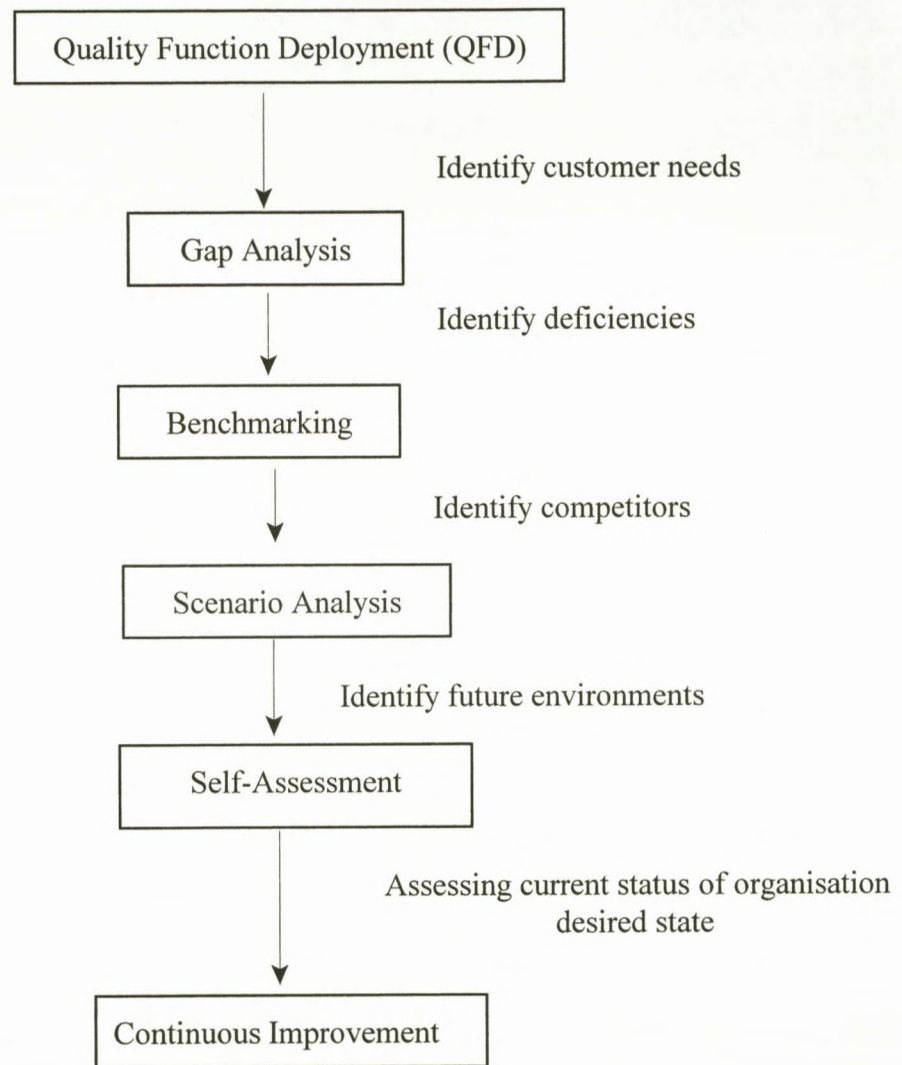 Quality Function Deployment (QFD)
Identify customer needs
Gap Analysis
Identify deficiencies
Benchmarking
Identify competitors
Scenario Analysis
Identify future environments
Self-Assessment
Assessing current status of organisation
desired state
Continuous Improvement